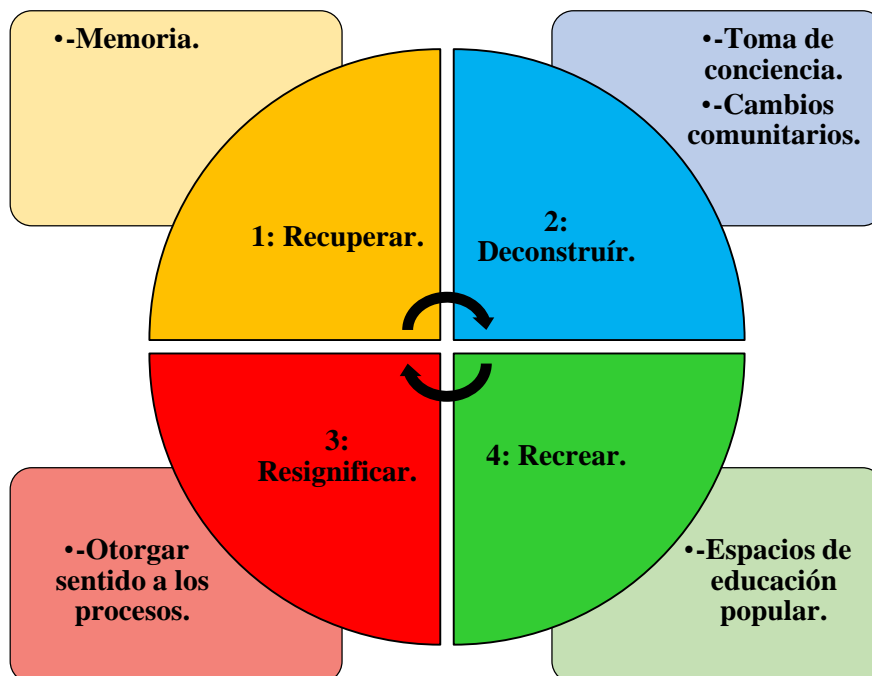 •-Memoria.
1: Recuperar.
•-Toma de
conciencia.
•-Cambios
comunitarios.
2:
Deconstruír.
3:
Resignificar.
•-Otorgar
sentido a los
procesos.
4: Recrear.
•-Espacios de
educación
popular.